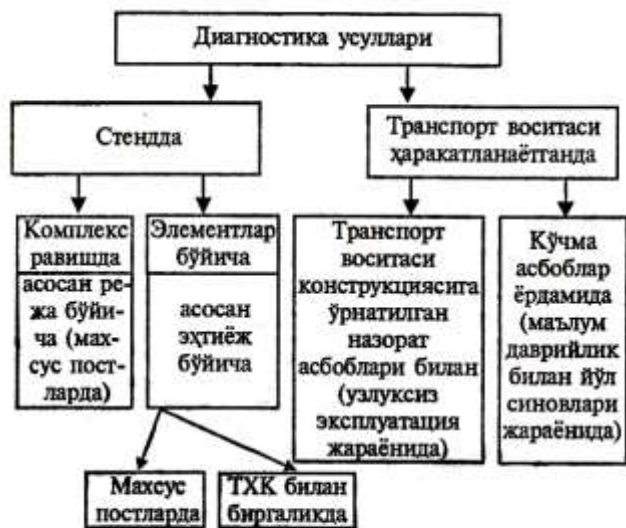 Диагностика усуллари
Стендда
Транспорт воситаси
ҳаракатланаётганда
Комплекс
равишда
асосан ре-
жа бўйи-
ча (мах-
сус пост-
ларда)
Элементлар
бўйича
асосан
эҳтиёж
бўйича
Транспорт
воситаси
конструкциясига
ўрнатилган
назорат
асбоблари билан
(узлуксиз
эксплуатация
жараёнида)
Кўчма
асбоблар
ёрдамида
(маълум
даврийлик
билан йўл
синовлари
жараёнида)
Махсус
постларда
ТХК билан
биргаликда